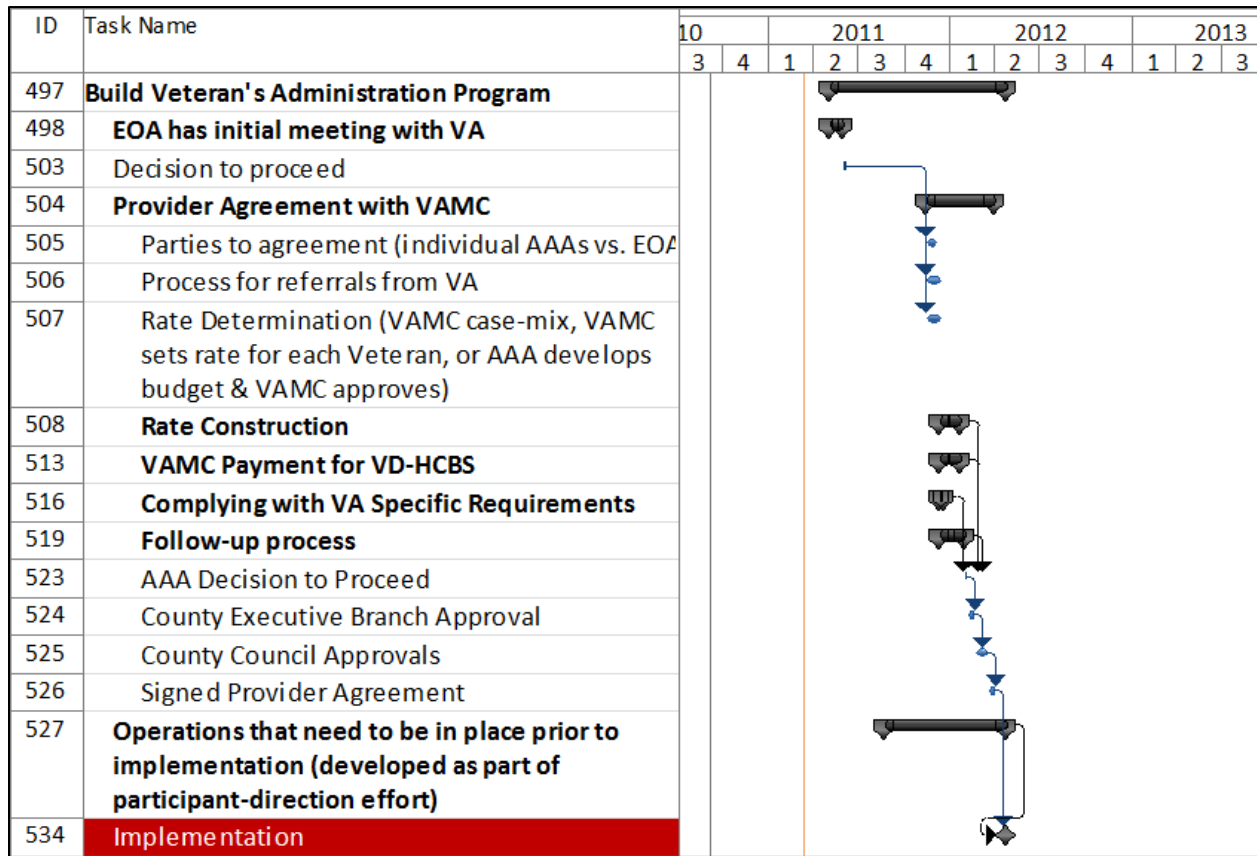 ID Task Name
10 2011 2012 2013
3 4 1 2 3 4 1 2 3 4 1 2 3
497 Build Veteran's Administration Program
498 EOA has initial meeting with VA
503 Decision to proceed
504 Provider Agreement with VAMC
505 Parties to agreement (individual AAAs vs. EOA
506 Process for referrals from VA
507 Rate Determination (VAMC case-mix, VAMC
sets rate for each Veteran, or AAA develops
budget & VAMC approves)
508 Rate Construction
513 VAMC Payment for VD-HCBS
516 Complying with VA Specific Requirements
519 Follow-up process
523 AAA Decision to Proceed
524 County Executive Branch Approval
525 County Council Approvals
526 Signed Provider Agreement
527 Operations that need to be in place prior to
implementation (developed as part of
participant-direction effort)
534 Implementation